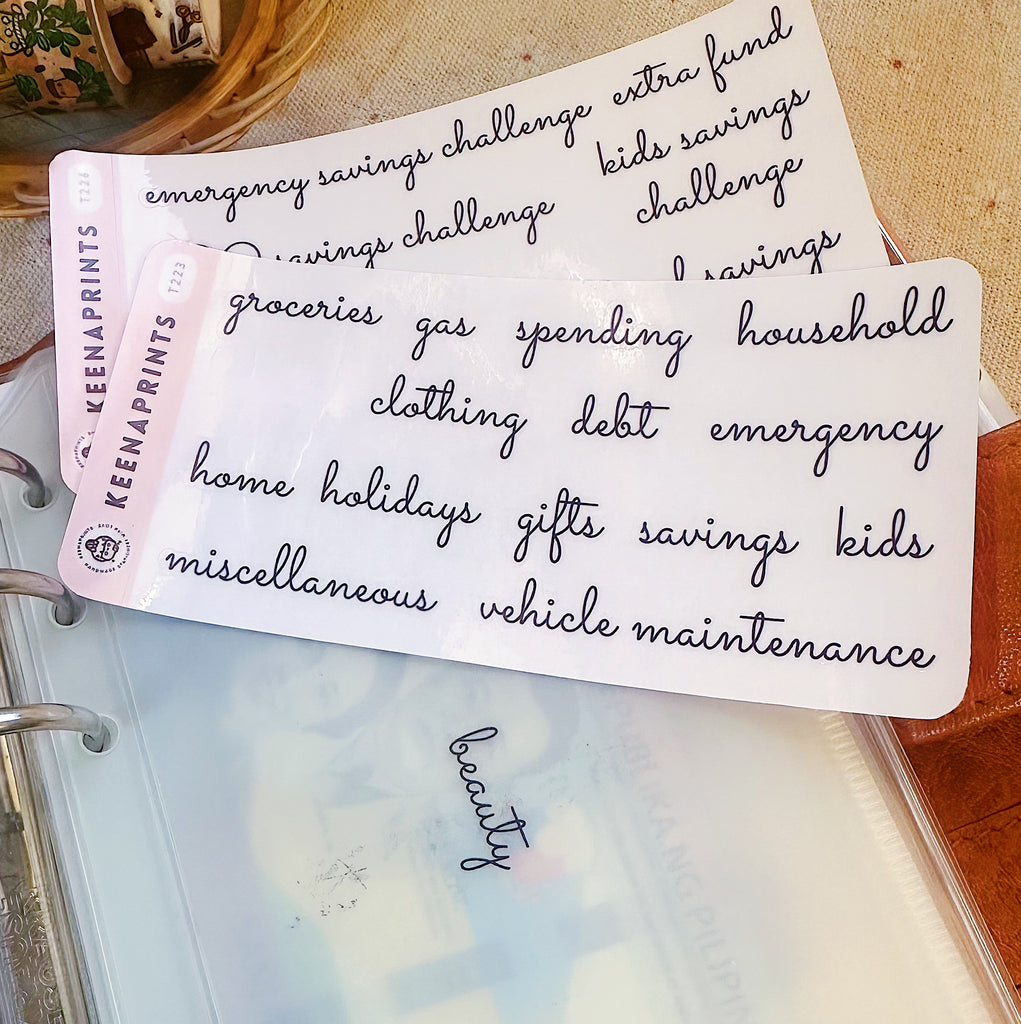 T226
KEENAPRINTS
emergency savings challenge extra fund
kids savings
challenge
savings challenge
savings
T223
KEENAPRINTS
groceries gas spending household
clothing debt emergency
home holidays gifts savings kids
miscellaneous vehicle maintenance
beauty